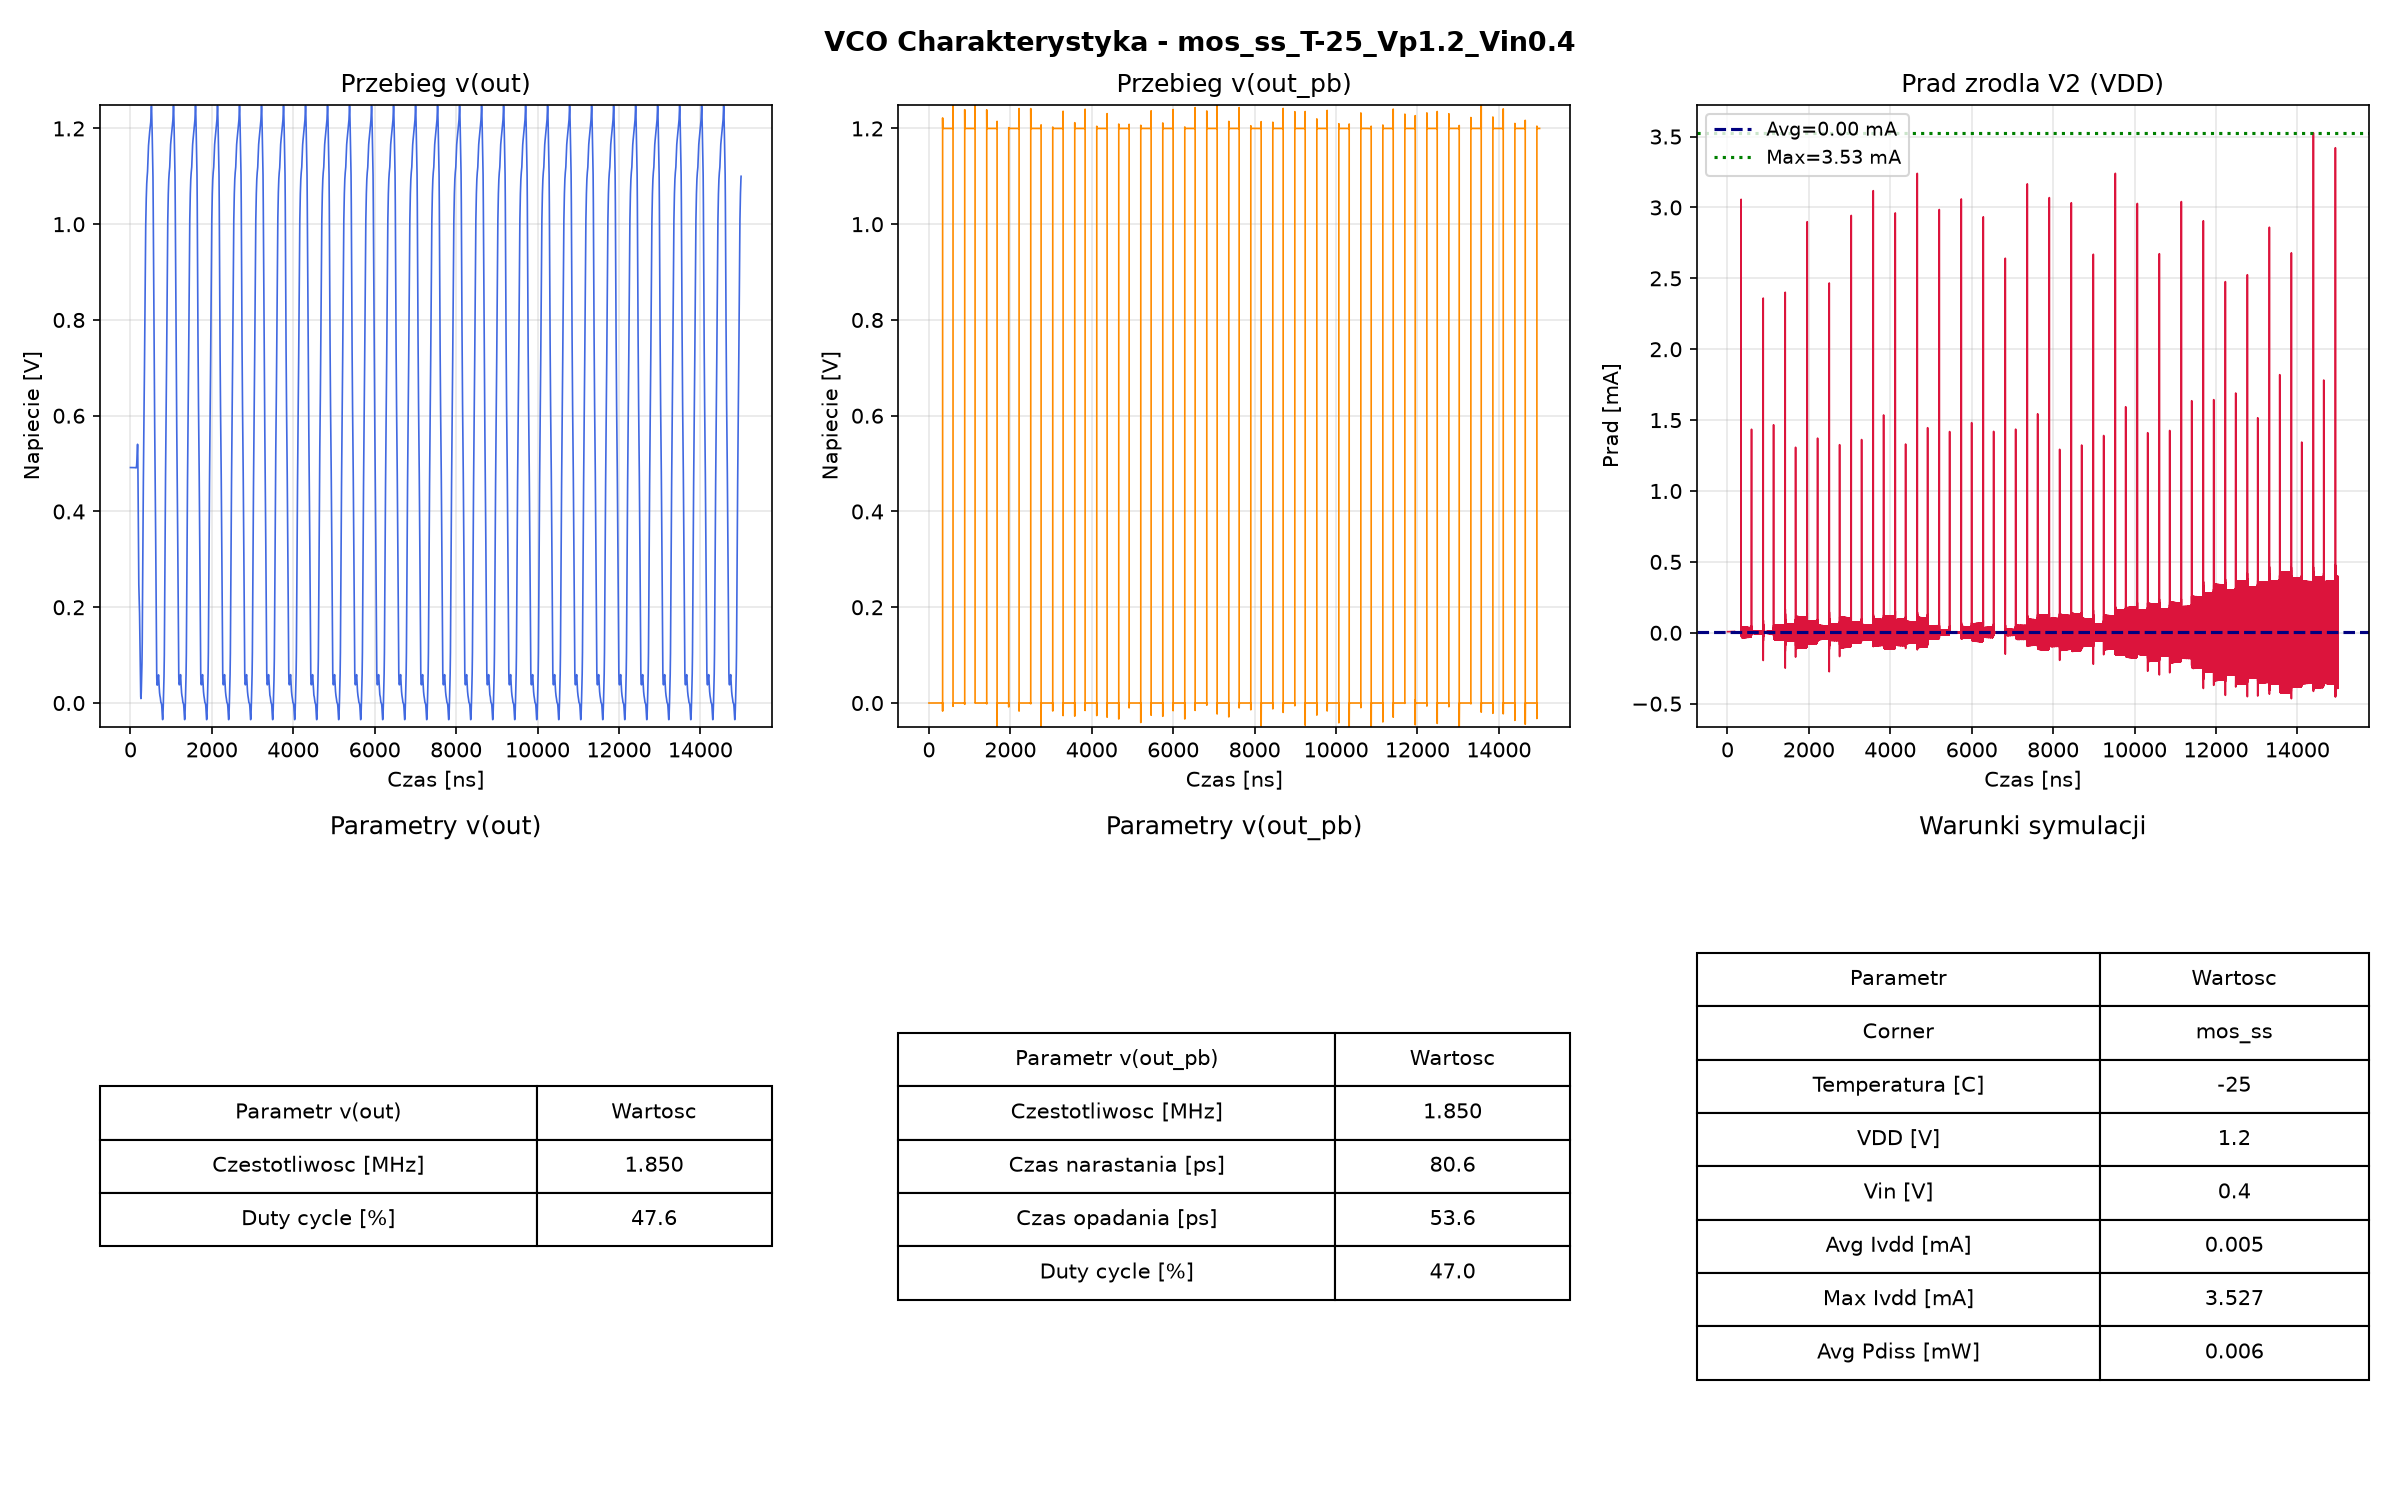 VCO Charakterystyka - mos_ss_T-25_Vp1.2_Vin0.4
Przebieg v(out)
Napiecie [V]
1.2
1.0
0.8
0.6
0.4
0.2
0.0
0 2000 4000 6000 8000 10000 12000 14000
Czas [ns]
Przebieg v(out_pb)
Napiecie [V]
1.2
1.0
0.8
0.6
0.4
0.2
0.0
0 2000 4000 6000 8000 10000 12000 14000
Czas [ns]
Prad zrodla V2 (VDD)
Avg=0.00 mA
Max=3.53 mA
Prad [mA]
3.5
3.0
2.5
2.0
1.5
1.0
0.5
0.0
−0.5
0 2000 4000 6000 8000 10000 12000 14000
Czas [ns]
Parametry v(out)
Parametr v(out) Wartosc
Czestotliwosc [MHz] 1.850
Duty cycle [%] 47.6
Parametry v(out_pb)
Parametr v(out_pb) Wartosc
Czestotliwosc [MHz] 1.850
Czas narastania [ps] 80.6
Czas opadania [ps] 53.6
Duty cycle [%] 47.0
Warunki symulacji
Parametr Wartosc
Corner mos_ss
Temperatura [C] -25
VDD [V] 1.2
Vin [V] 0.4
Avg Ivdd [mA] 0.005
Max Ivdd [mA] 3.527
Avg Pdiss [mW] 0.006